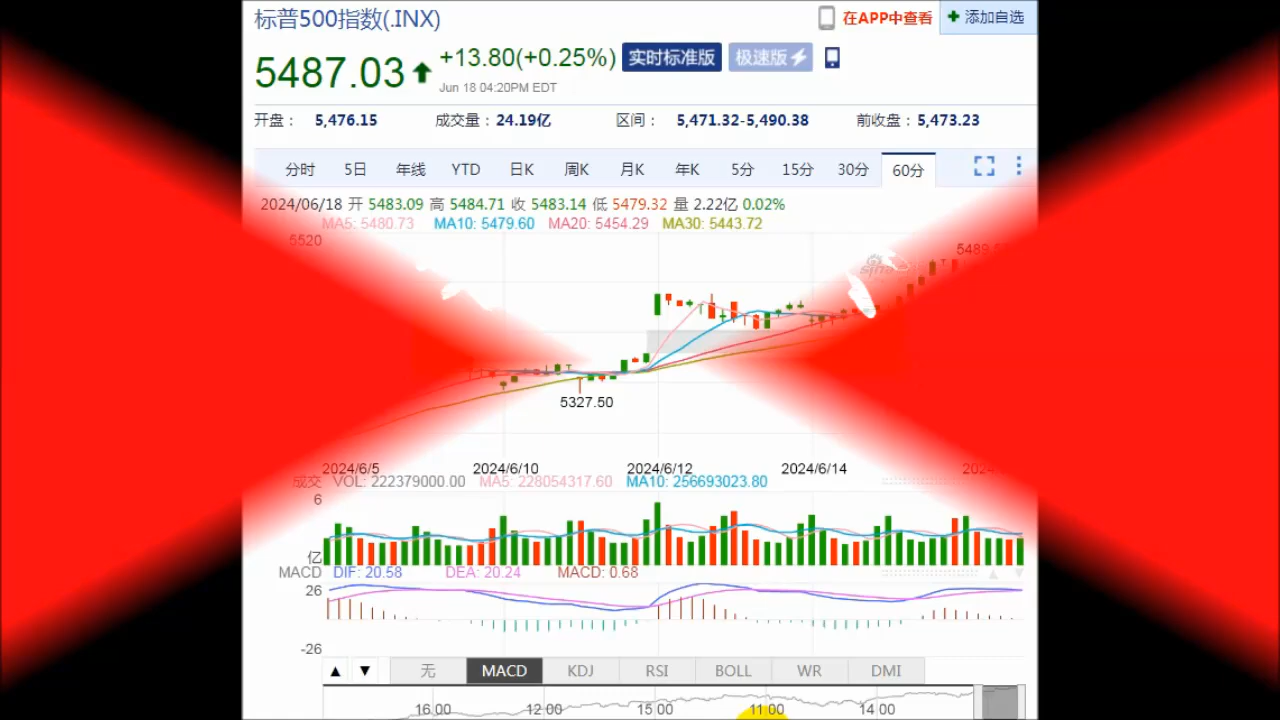 标普500指数(.INX)
在APP中查看
添加自选
5487.03
+13.80(+0.25%)
实时标准版
极速版
Jun 18 04:20PM EDT
开盘： 5,476.15 成交量：24.19亿 区间： 5,471.32-5,490.38 前收盘：5,473.23
分时 5日 年线 YTD 日K 周K 月K 年K 5分 15分 30分 60分
2024/06/18 开 5483.09 高 5484.71 收 5483.14 低 5479.32 量 2.22亿 0.02%
MA5: 5480.73 MA10: 5479.60 MA20: 5454.29 MA30: 5443.72
5520
5327.50
2024/6/5 2024/6/10 2024/6/12 2024/6/14
成交 VOL: 222379000.00 MA5: 228054317.60 MA10: 256693023.80
6
亿
MACD DIF: 20.58 DEA: 20.24 MACD: 0.68
26
-26
▲ ▼ 无 MACD KDJ RSI BOLL WR DMI
16:00 12:00 15:00 11:00 14:00